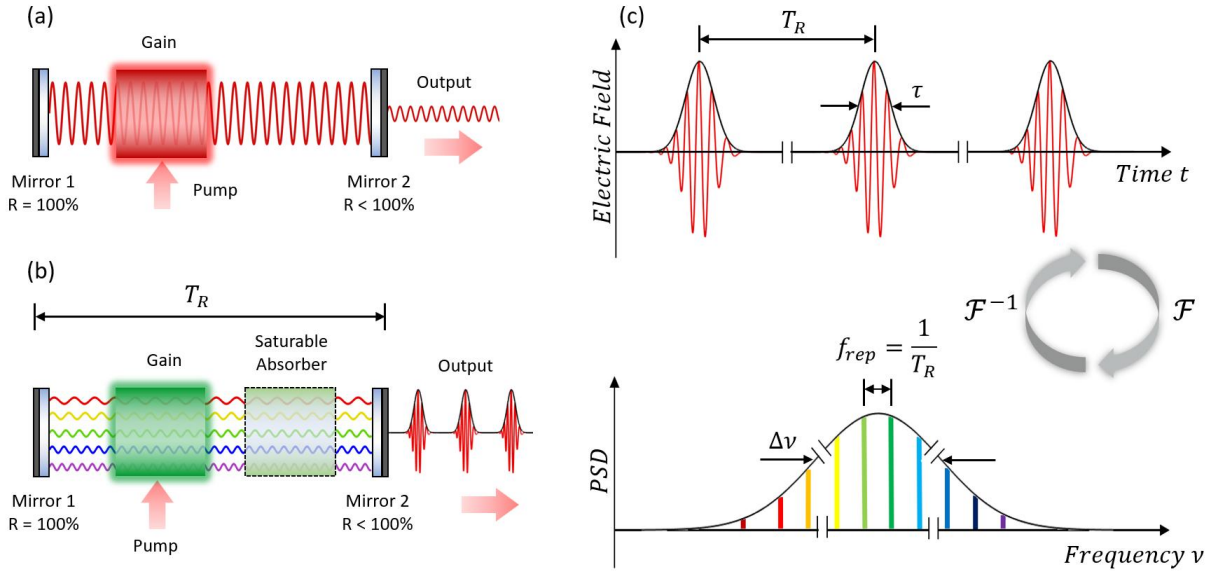 (a)
Gain
Output
Mirror 1
R = 100%
Pump
Mirror 2
R < 100%
(b)
T_R
Gain
Saturable
Absorber
Output
Mirror 1
R = 100%
Pump
Mirror 2
R <100%
(c)
T_R
τ
Electric Field
Time t
ℱ⁻¹
ℱ
f_rep = 1/T_R
Δν
PSD
Frequency ν